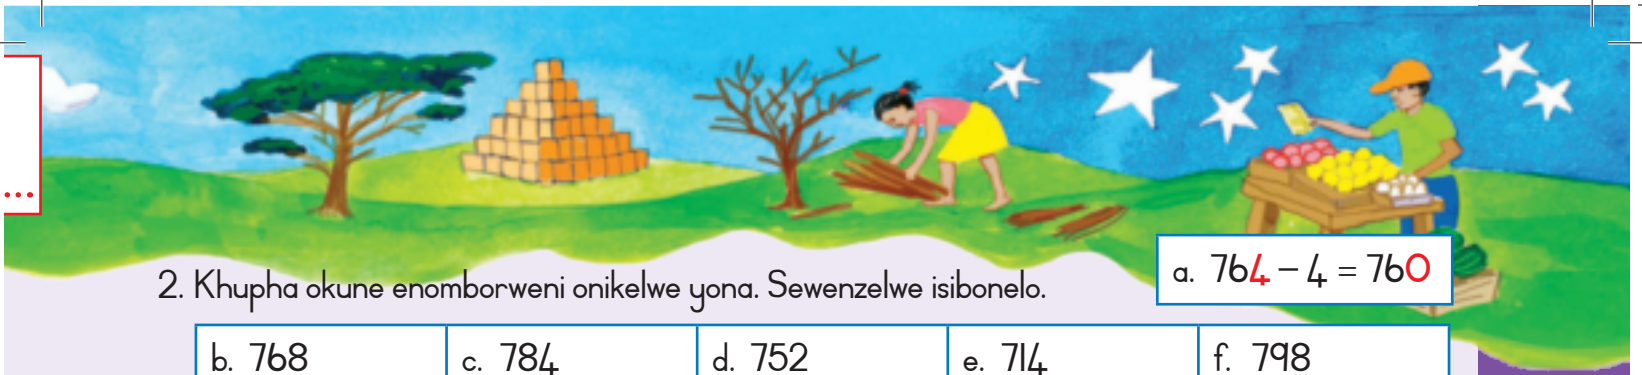 ...
2. Khupha okune enomborweni onikelwe yona. Sewenzelwe isibonelo.
a. 764 – 4 = 760
b. 768 c. 784 d. 752 e. 714 f. 798